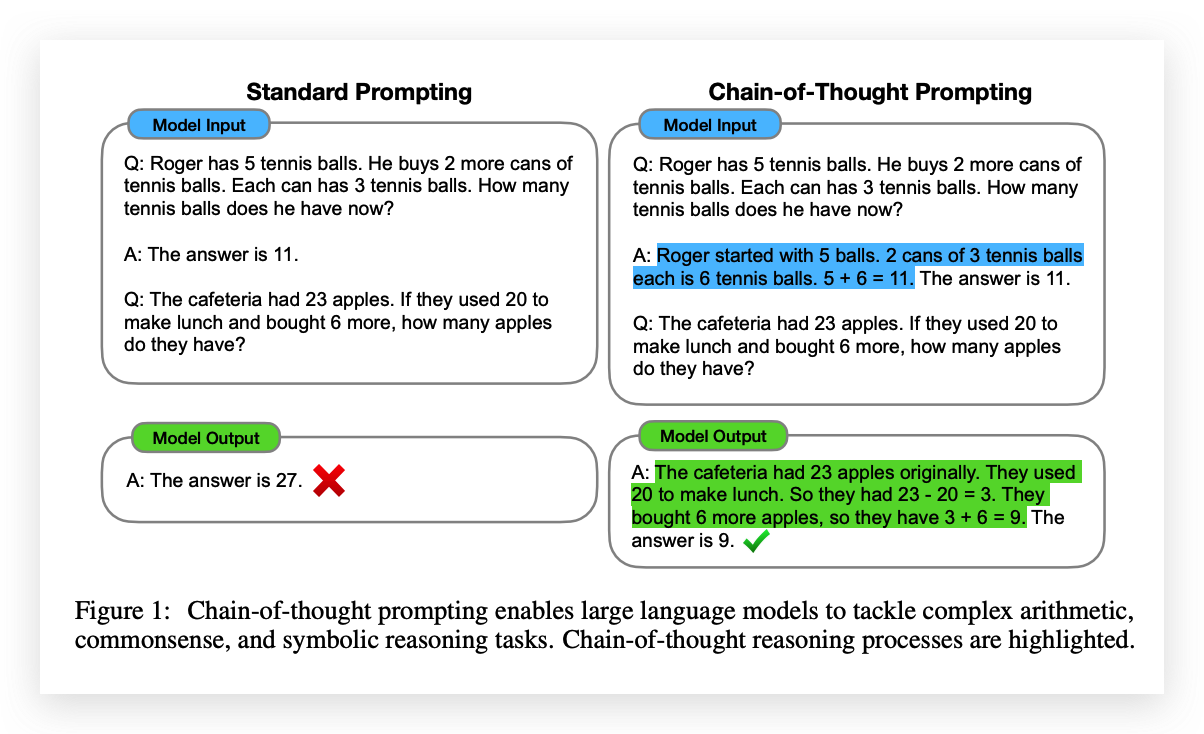 Standard Prompting
Model Input
Q: Roger has 5 tennis balls. He buys 2 more cans of
tennis balls. Each can has 3 tennis balls. How many
tennis balls does he have now?
A: The answer is 11.
Q: The cafeteria had 23 apples. If they used 20 to
make lunch and bought 6 more, how many apples
do they have?
Model Output
A: The answer is 27.
Chain-of-Thought Prompting
Model Input
Q: Roger has 5 tennis balls. He buys 2 more cans of
tennis balls. Each can has 3 tennis balls. How many
tennis balls does he have now?
A: Roger started with 5 balls. 2 cans of 3 tennis balls
each is 6 tennis balls. 5 + 6 = 11. The answer is 11.
Q: The cafeteria had 23 apples. If they used 20 to
make lunch and bought 6 more, how many apples
do they have?
Model Output
A: The cafeteria had 23 apples originally. They used
20 to make lunch. So they had 23 - 20 = 3. They
bought 6 more apples, so they have 3 + 6 = 9. The
answer is 9.
Figure 1: Chain-of-thought prompting enables large language models to tackle complex arithmetic,
commonsense, and symbolic reasoning tasks. Chain-of-thought reasoning processes are highlighted.